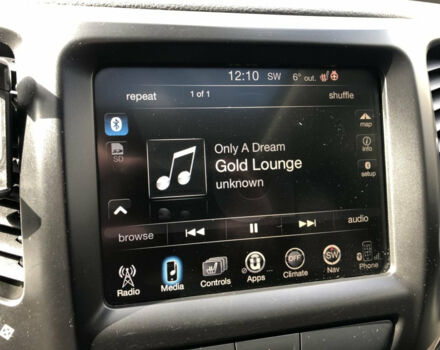 12:10 SW 6° out.
repeat 1 of 1 shuffle
map
SD
info
Only A Dream
Gold Lounge
unknown
setup
browse audio
Radio Media Controls Apps OFF Climate SW Nav Phone